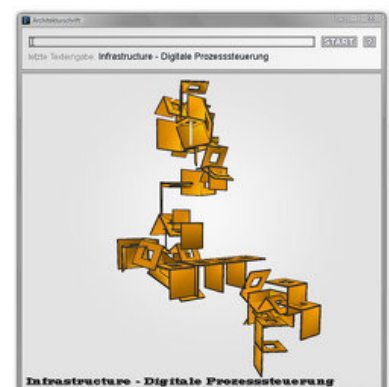 Architekturschrift
START
letzte Texteingabe: Infrastructure - Digitale Prozesssteuerung
Infrastructure - Digitale Prozesssteuerung